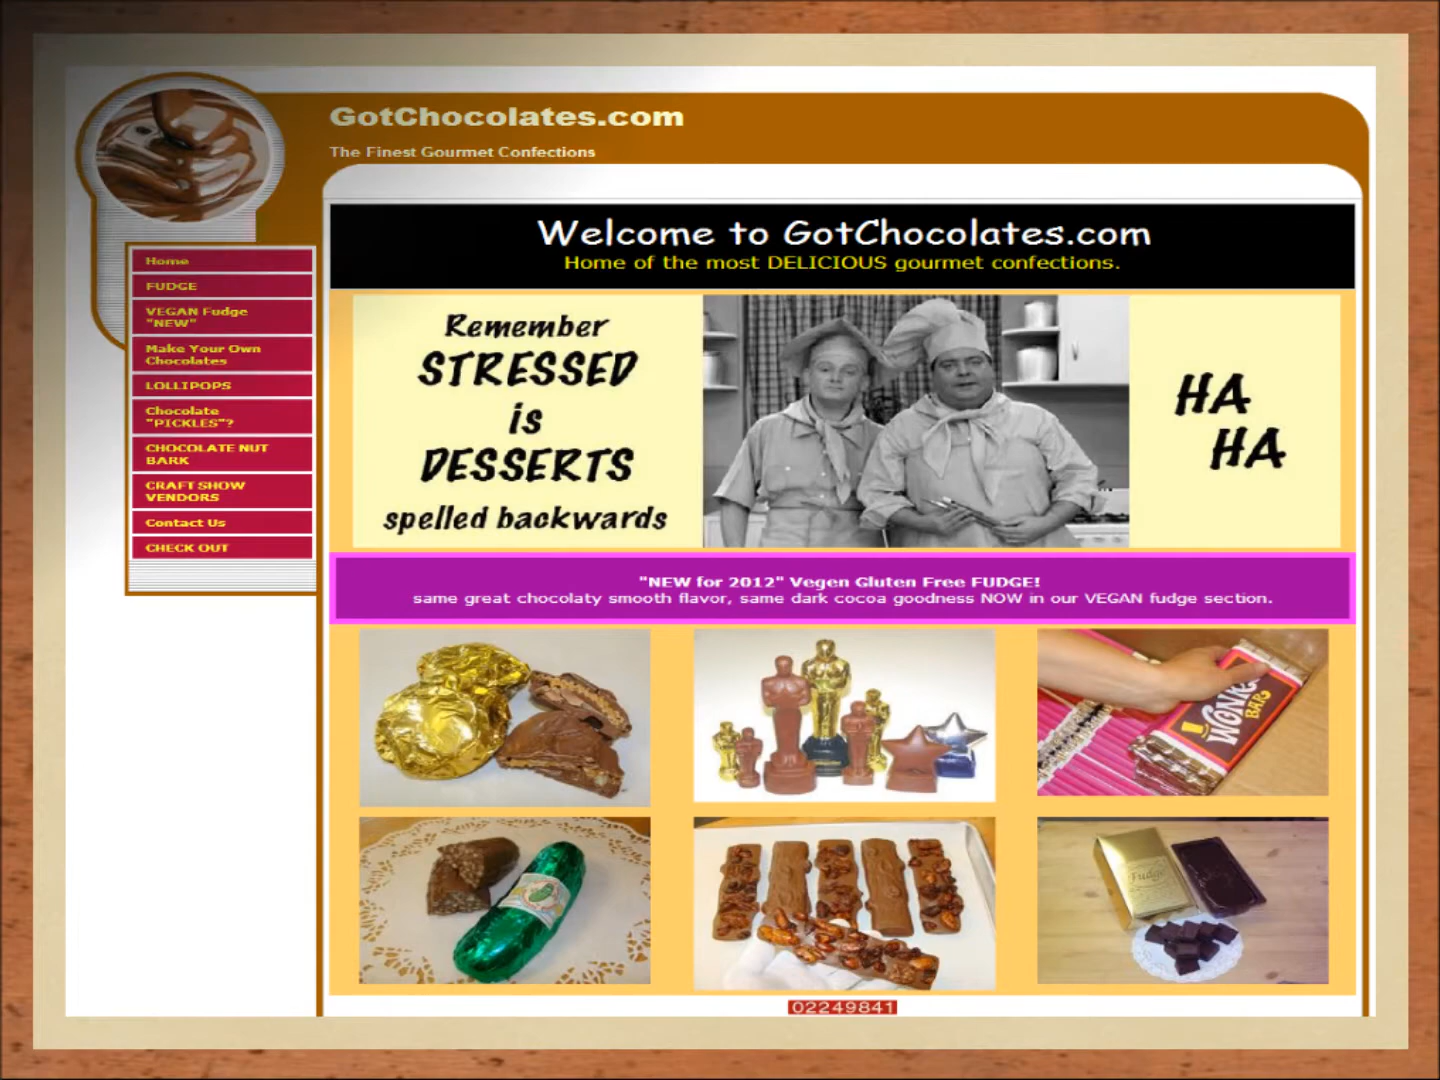 GotChocolates.com
The Finest Gourmet Confections
Home
FUDGE
VEGAN Fudge
"NEW"
Make Your Own
Chocolates
LOLLIPOPS
Chocolate
"PICKLES"?
CHOCOLATE NUT
BARK
CRAFT SHOW
VENDORS
Contact Us
CHECK OUT
Welcome to GotChocolates.com
Home of the most DELICIOUS gourmet confections.
Remember
STRESSED
is
DESSERTS
spelled backwards
HA
HA
"NEW for 2012" Vegen Gluten Free FUDGE!
same great chocolaty smooth flavor, same dark cocoa goodness NOW in our VEGAN fudge section.
WONKA
BAR
Fudge
02249841